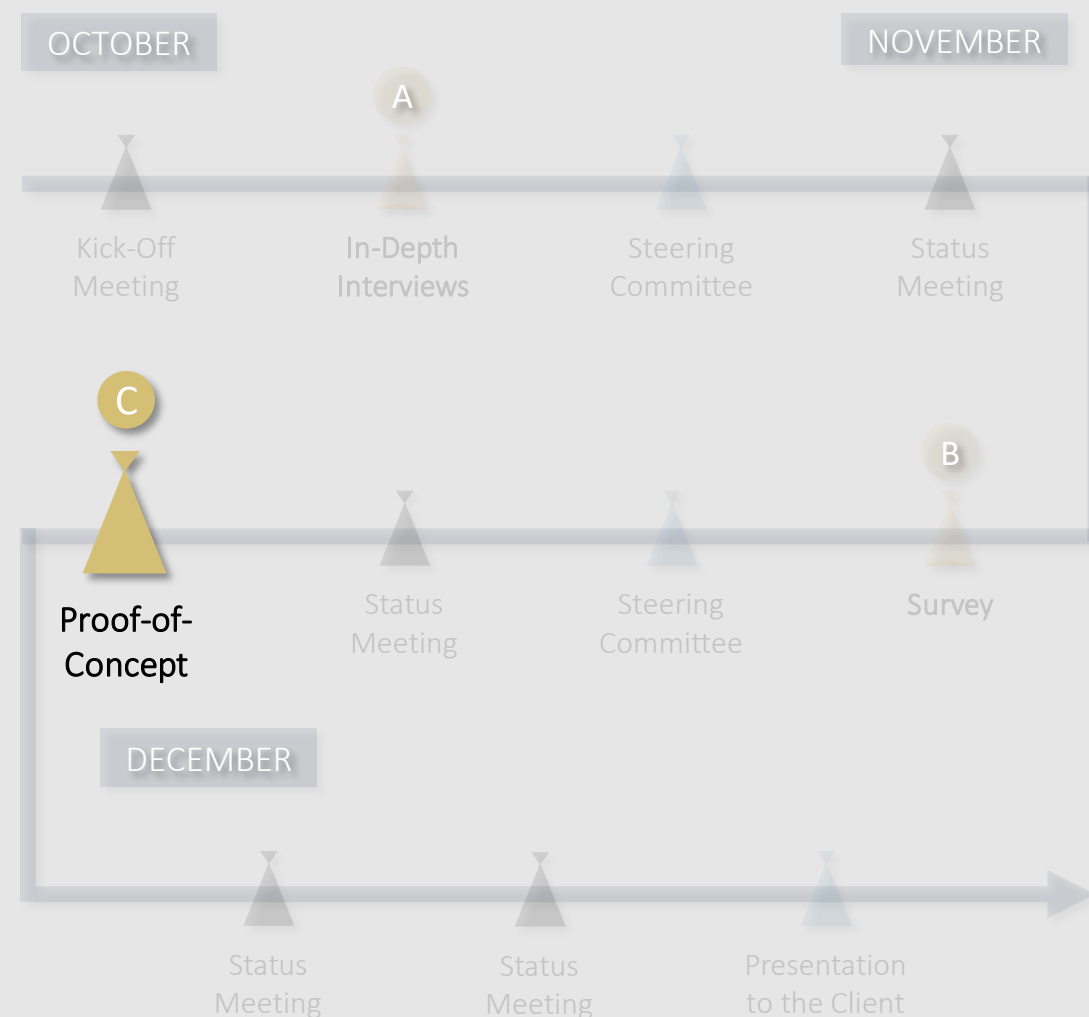 OCTOBER
NOVEMBER
A
Kick-Off
Meeting
In-Depth
Interviews
Steering
Committee
Status
Meeting
C
B
Proof-of-
Concept
Status
Meeting
Steering
Committee
Survey
DECEMBER
Status
Meeting
Status
Meeting
Presentation
to the Client